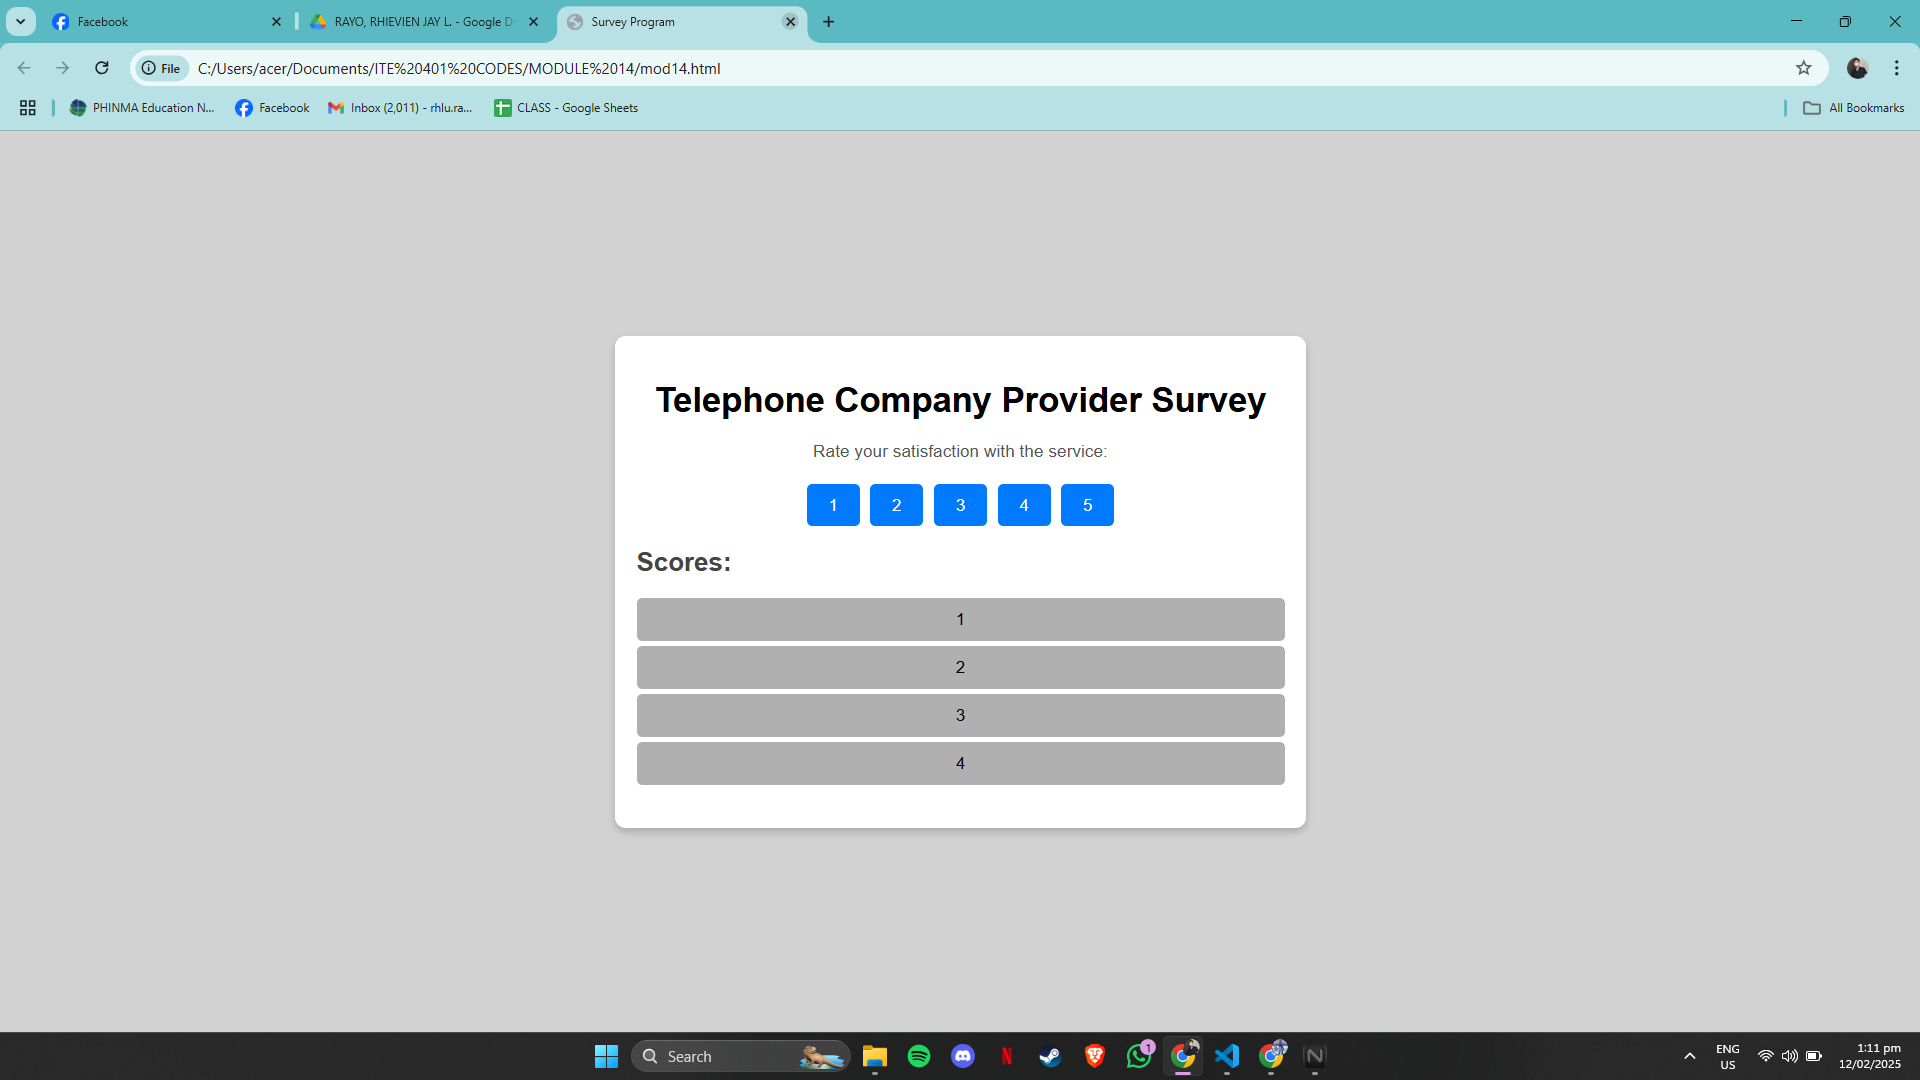 Facebook
RAYO, RHIEVIEN JAY L. - Google D
Survey Program
File
C:/Users/acer/Documents/ITE%20401%20CODES/MODULE%2014/mod14.html
PHINMA Education N...
Facebook
Inbox (2,011) - rhlu.ra...
CLASS - Google Sheets
All Bookmarks
Telephone Company Provider Survey
Rate your satisfaction with the service:
1 2 3 4 5
Scores:
1
2
3
4
Search
1
ENG
US
1:11 pm
12/02/2025